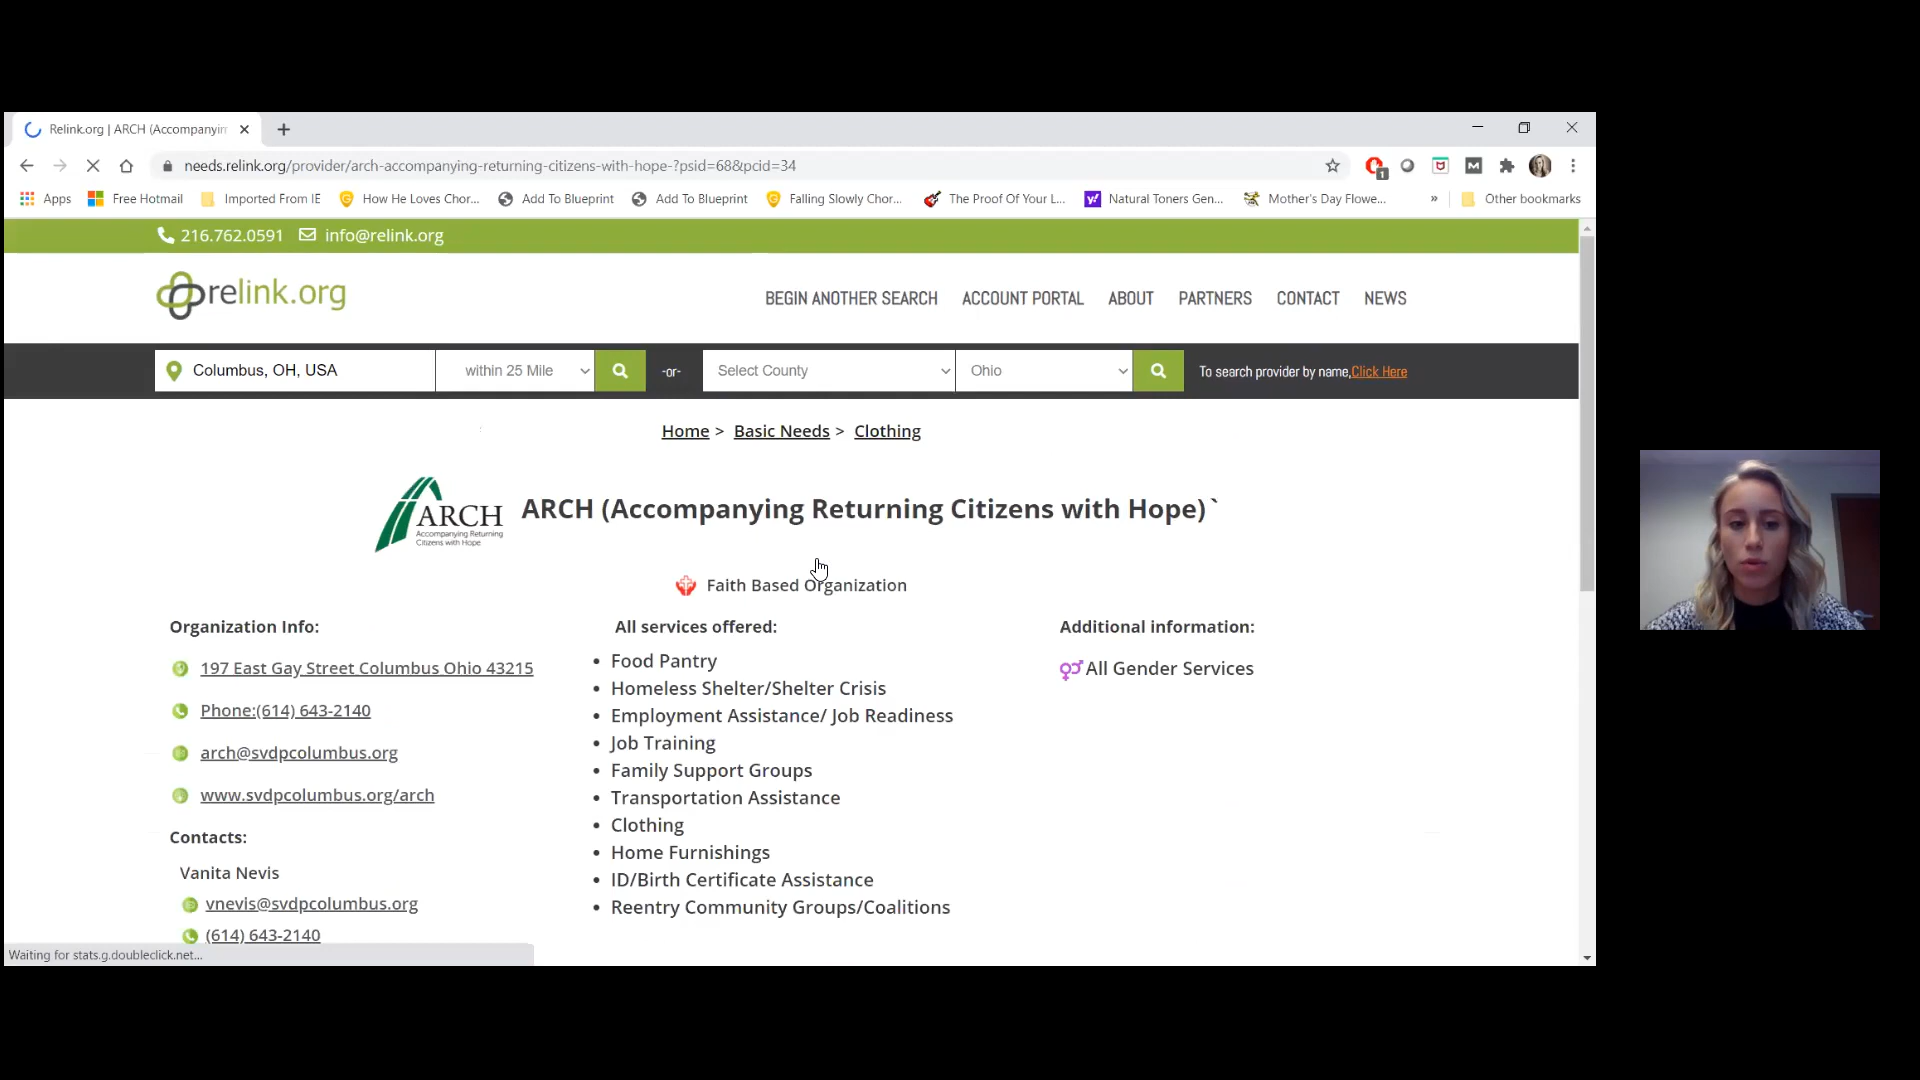 Relink.org | ARCH (Accompanyin
needs.relink.org/provider/arch-accompanying-returning-citizens-with-hope-?psid=68&pcid=34
1
Apps Free Hotmail Imported From IE How He Loves Chor... Add To Blueprint Add To Blueprint Falling Slowly Chor... The Proof Of Your L... Natural Toners Gen... Mother's Day Flowe... » Other bookmarks
216.762.0591 info@relink.org
relink.org
BEGIN ANOTHER SEARCH ACCOUNT PORTAL ABOUT PARTNERS CONTACT NEWS
Columbus, OH, USA within 25 Mile -or- Select County Ohio To search provider by name,Click Here
Home > Basic Needs > Clothing
ARCH
Accompanying Returning
Citizens with Hope
ARCH (Accompanying Returning Citizens with Hope) `
Faith Based Organization
Organization Info:
197 East Gay Street Columbus Ohio 43215
Phone:(614) 643-2140
arch@svdpcolumbus.org
www.svdpcolumbus.org/arch
Contacts:
Vanita Nevis
vnevis@svdpcolumbus.org
(614) 643-2140
All services offered:
• Food Pantry
• Homeless Shelter/Shelter Crisis
• Employment Assistance/ Job Readiness
• Job Training
• Family Support Groups
• Transportation Assistance
• Clothing
• Home Furnishings
• ID/Birth Certificate Assistance
• Reentry Community Groups/Coalitions
Additional information:
All Gender Services
Waiting for stats.g.doubleclick.net...